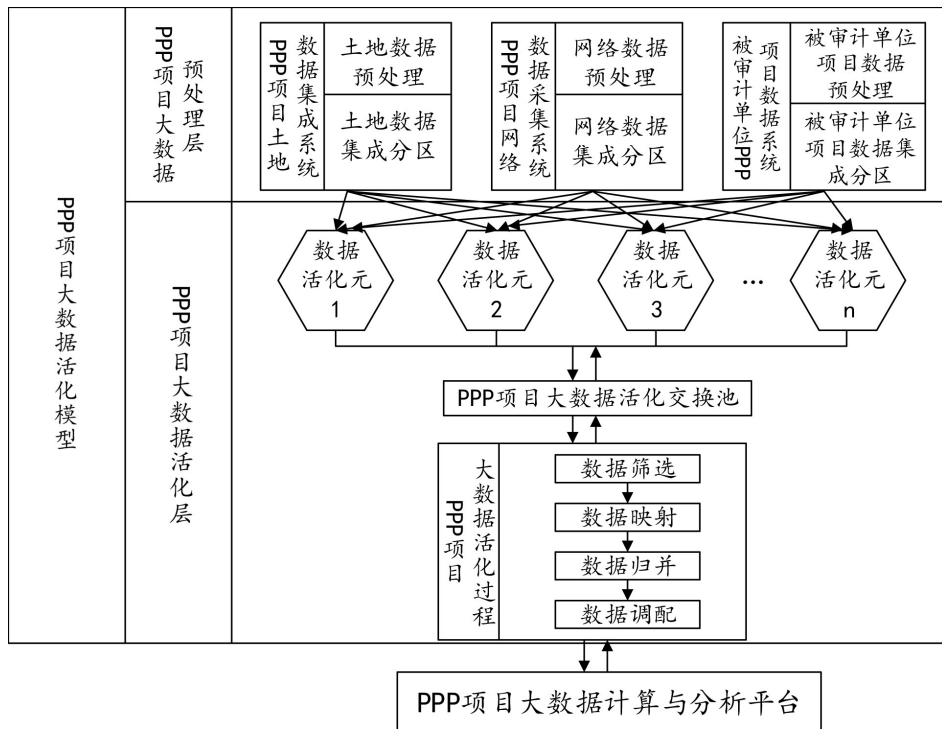 PPP项目大数据活化模型
PPP项目大数据
预处理层
PPP项目土地
数据集成系统
土地数据
预处理
土地数据
集成分区
PPP项目网络
数据采集系统
网络数据
预处理
网络数据
集成分区
被审计单位PPP
项目数据系统
被审计单位
项目数据
预处理
被审计单位
项目数据集
成分区
PPP项目大数据活化层
数据
活化元
1
数据
活化元
2
数据
活化元
3
...
数据
活化元
n
PPP项目大数据活化交换池
PPP项目
大数据活化过程
数据筛选
数据映射
数据归并
数据调配
PPP项目大数据计算与分析平台